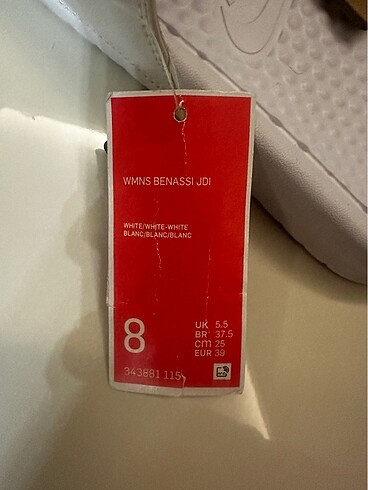 WMNS BENASSI JDI
WHITE/WHITE-WHITE
BLANC/BLANC/BLANC
8
UK 5.5
BR 37.5
cm 25
EUR 39
343881 115